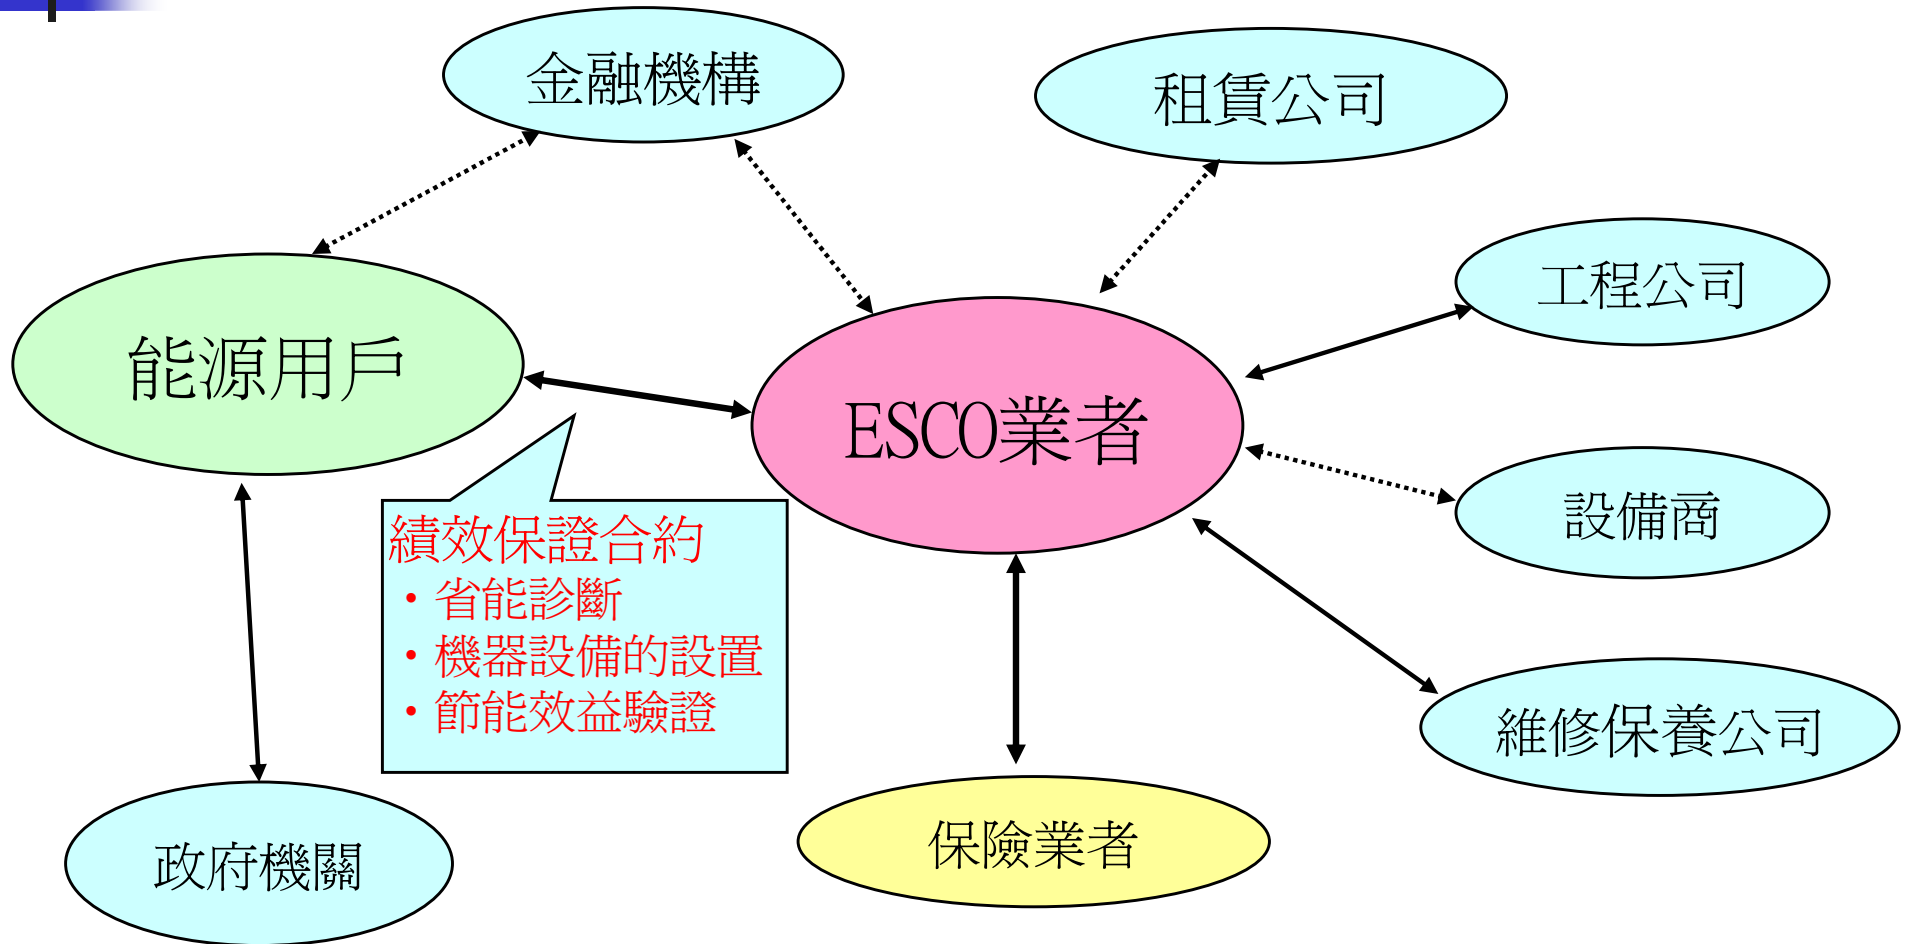 金融機構
租賃公司
工程公司
能源用戶
ESCO業者
設備商
績效保證合約
・省能診斷
・機器設備的設置
・節能效益驗證
維修保養公司
保險業者
政府機關